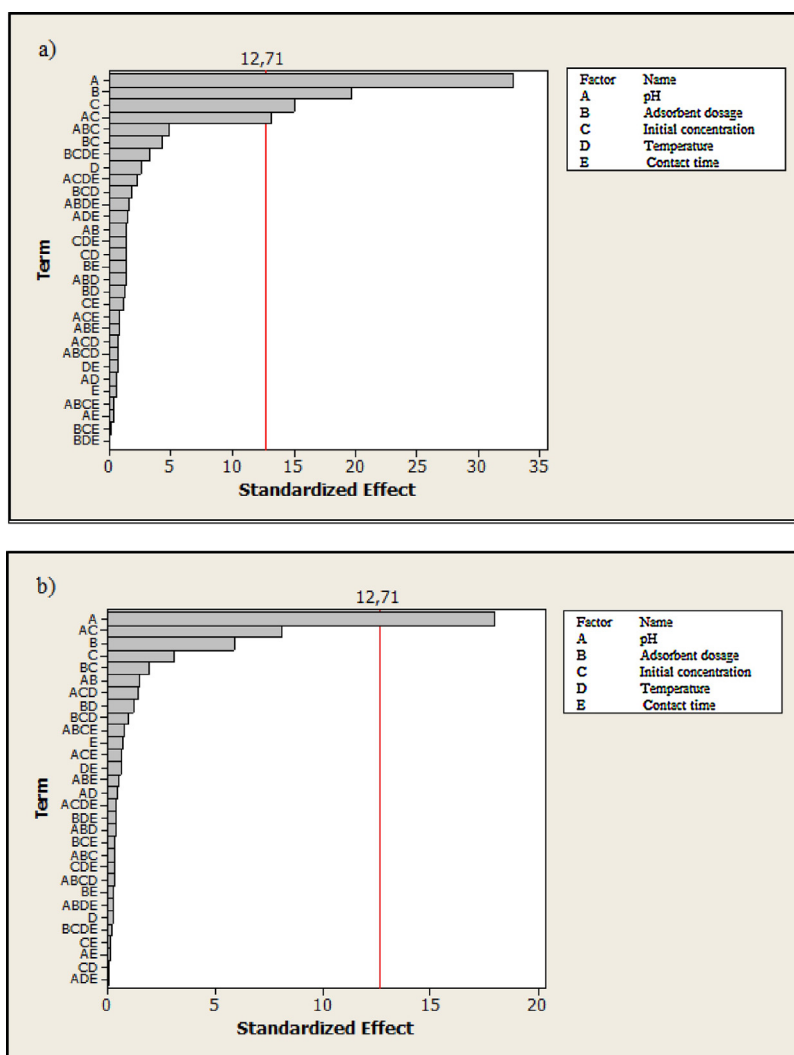 a)
12,71
A
B
C
AC
ABC
BC
BCDE
D
ACDE
BCD
ABDE
ADE
AB
CDE
CD
BE
ABD
BD
CE
ACE
ABE
ACD
ABCD
DE
AD
E
ABCE
AE
BCE
BDE
Term
0 5 10 15 20 25 30 35
Standardized Effect
Factor Name
A pH
B Adsorbent dosage
C Initial concentration
D Temperature
E Contact time
b)
12,71
A
AC
B
C
BC
AB
ACD
BD
BCD
ABCE
E
ACE
DE
ABE
AD
ACDE
BDE
ABD
BCE
ABC
CDE
ABCD
BE
ABDE
D
BCDE
CE
AE
CD
ADE
Term
0 5 10 15 20
Standardized Effect
Factor Name
A pH
B Adsorbent dosage
C Initial concentration
D Temperature
E Contact time